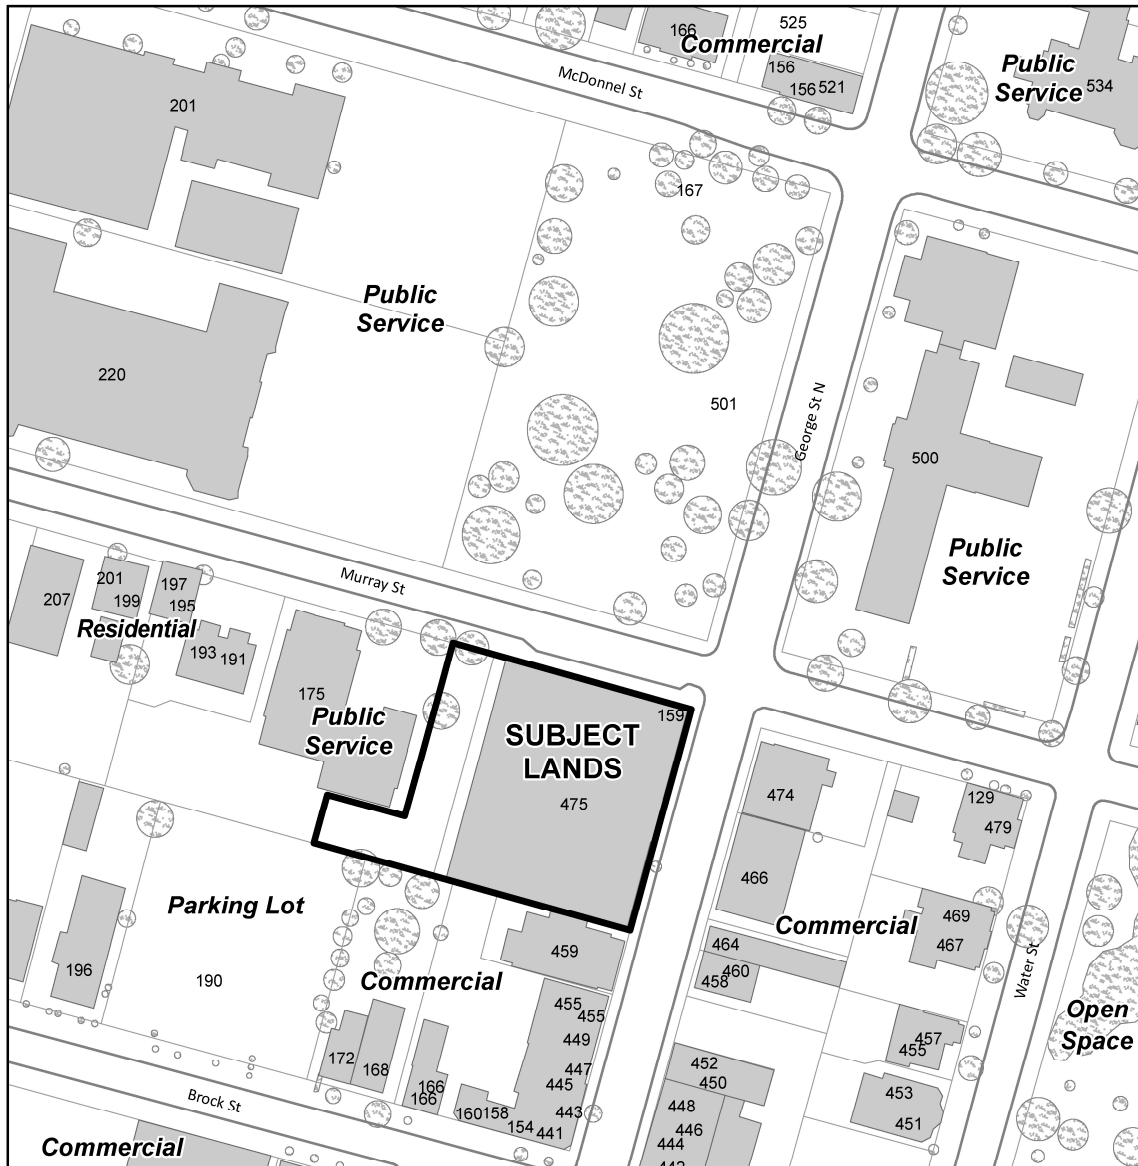 166
525
Commercial
156
156
521
Public
Service
534
McDonnel St
201
167
Public
Service
220
501
George St N
500
Public
Service
Murray St
207
201
199
197
195
Residential
193
191
175
Public
Service
159
SUBJECT
LANDS
475
474
129
479
466
Parking Lot
469
467
Commercial
464
460
458
459
196
190
Commercial
Water St
Open
Space
455
455
449
447
445
443
441
457
455
172
168
166
166
160
158
154
452
450
453
451
448
446
444
Brock St
Commercial